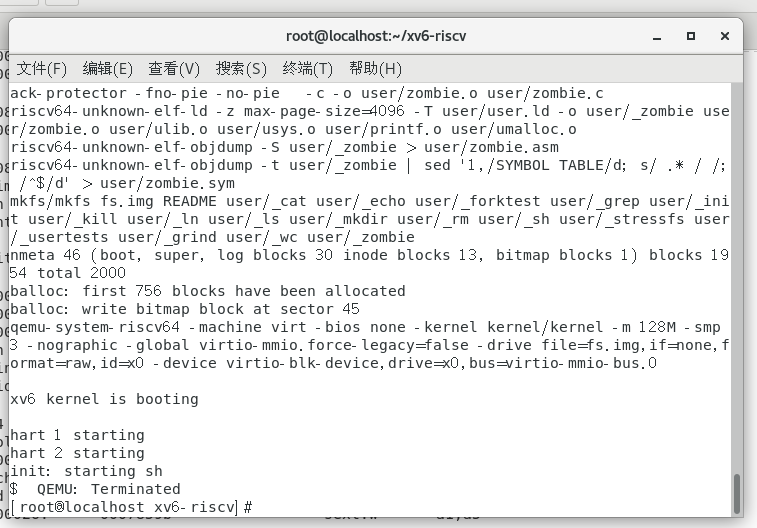 root@localhost:~/xv6-riscv
文件(F) 编辑(E) 查看(V) 搜索(S) 终端(T) 帮助(H)
ack-protector -fno-pie -no-pie   -c -o user/zombie.o user/zombie.c
riscv64-unknown-elf-ld -z max-page-size=4096 -T user/user.ld -o user/_zombie use
r/zombie.o user/ulib.o user/usys.o user/printf.o user/umalloc.o
riscv64-unknown-elf-objdump -S user/_zombie > user/zombie.asm
riscv64-unknown-elf-objdump -t user/_zombie | sed '1,/SYMBOL TABLE/d; s/ .* / /;
 /^$/d' > user/zombie.sym
mkfs/mkfs fs.img README user/_cat user/_echo user/_forktest user/_grep user/_ini
t user/_kill user/_ln user/_ls user/_mkdir user/_rm user/_sh user/_stressfs user
/_usertests user/_grind user/_wc user/_zombie
nmeta 46 (boot, super, log blocks 30 inode blocks 13, bitmap blocks 1) blocks 19
54 total 2000
balloc: first 756 blocks have been allocated
balloc: write bitmap block at sector 45
qemu-system-riscv64 -machine virt -bios none -kernel kernel/kernel -m 128M -smp
3 -nographic -global virtio-mmio.force-legacy=false -drive file=fs.img,if=none,f
ormat=raw,id=x0 -device virtio-blk-device,drive=x0,bus=virtio-mmio-bus.0
xv6 kernel is booting
hart 1 starting
hart 2 starting
init: starting sh
$  QEMU: Terminated
[root@localhost xv6-riscv]#